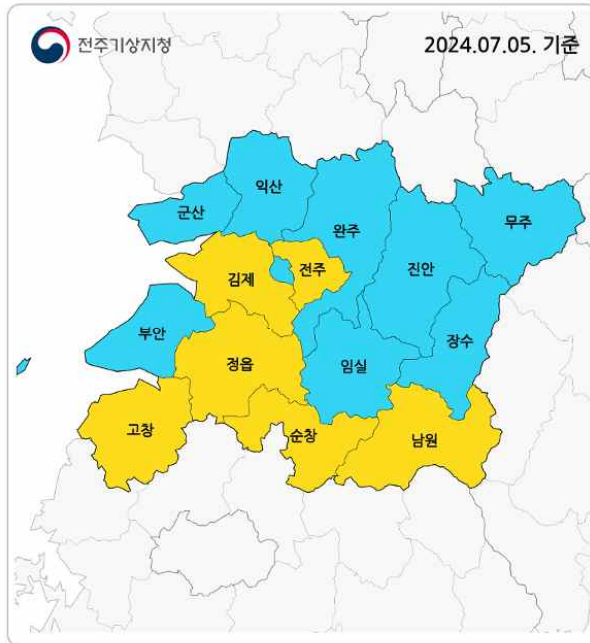 전주기상지청
2024.07.05. 기준
익산
군산
완주
무주
김제
전주
진안
부안
정읍
임실
장수
고창
순창
남원